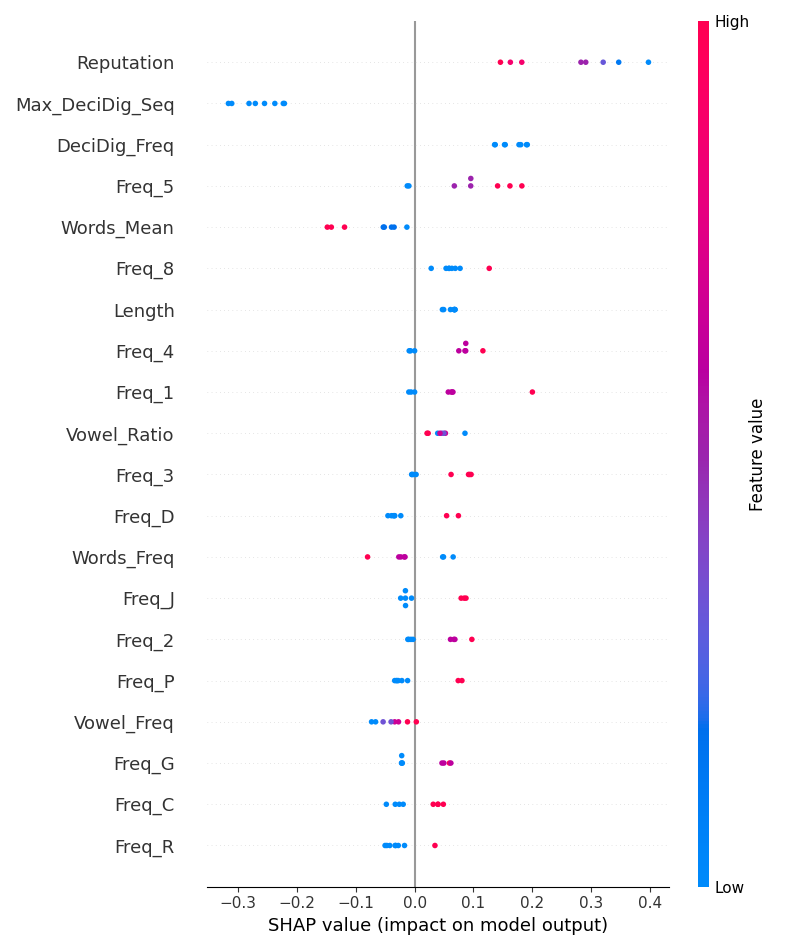 High
Reputation
Max_DeciDig_Seq
DeciDig_Freq
Freq_5
Words_Mean
Freq_8
Length
Freq_4
Freq_1
Vowel_Ratio
Freq_3
Freq_D
Words_Freq
Freq_J
Freq_2
Freq_P
Vowel_Freq
Freq_G
Freq_C
Freq_R
Feature value
Low
−0.3 −0.2 −0.1 0.0 0.1 0.2 0.3 0.4
SHAP value (impact on model output)